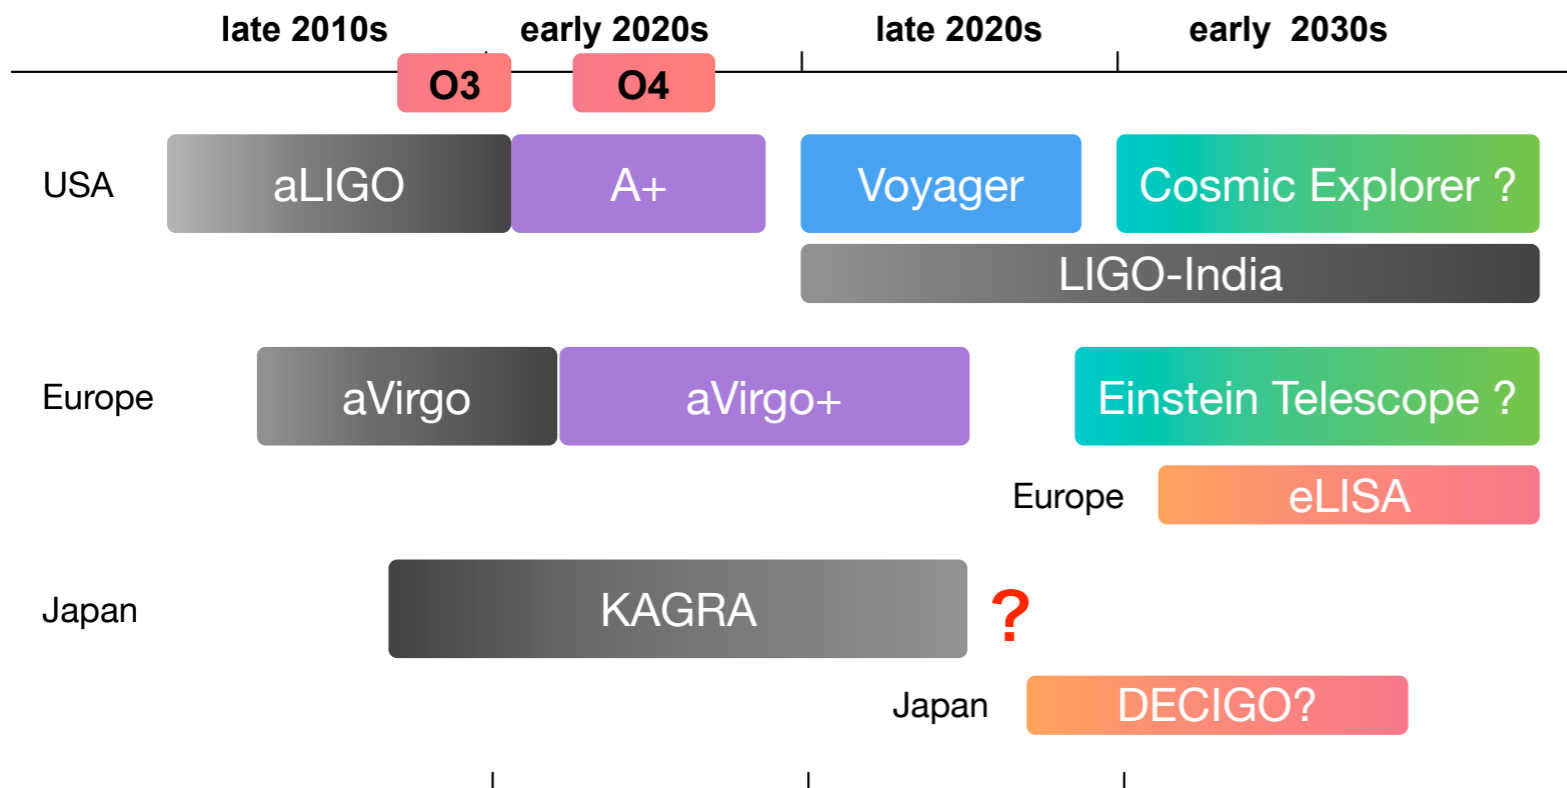 late 2010s early 2020s late 2020s early 2030s
O3 O4
USA aLIGO A+ Voyager Cosmic Explorer ?
LIGO-India
Europe aVirgo aVirgo+ Einstein Telescope ?
Europe eLISA
Japan KAGRA ?
Japan DECIGO?